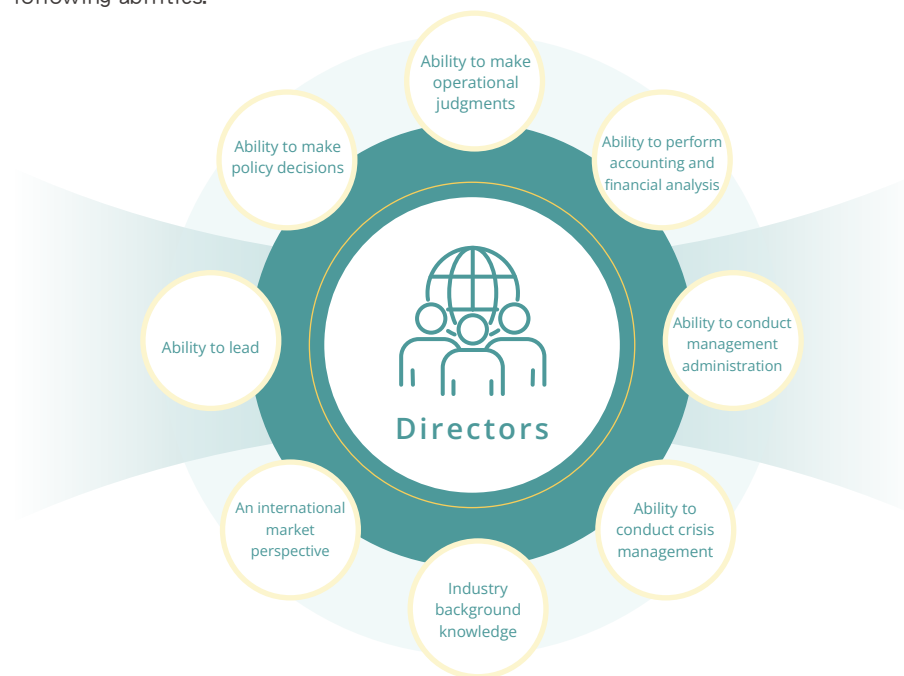 following abilities.
Ability to make
operational
judgments
Ability to perform
accounting and
financial analysis
Ability to conduct
management
administration
Ability to
conduct crisis
management
Industry
background
knowledge
An international
market
perspective
Ability to lead
Ability to make
policy decisions
Directors